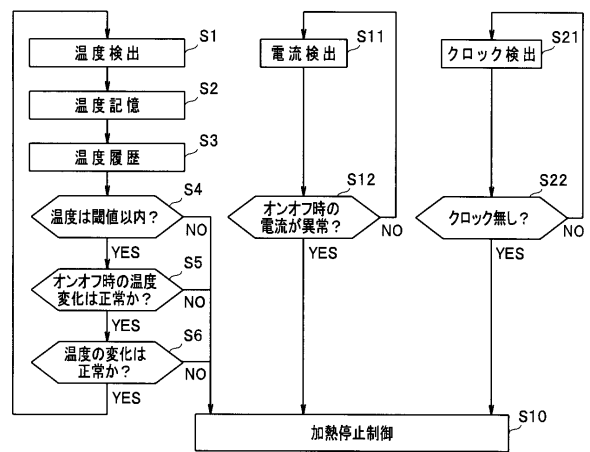 温度検出
S1
温度記憶
S2
温度履歴
S3
温度は閾値以内?
S4
NO
YES
オンオフ時の温度
変化は正常か?
S5
NO
YES
温度の変化は
正常か?
S6
NO
YES
電流検出
S11
オンオフ時の
電流が異常?
S12
NO
YES
クロック検出
S21
クロック無し?
S22
NO
YES
加熱停止制御
S10